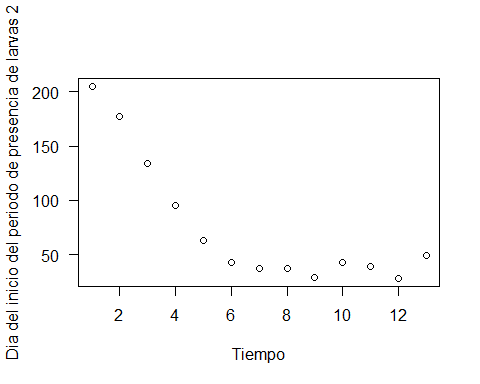 Dia del inicio del periodo de presencia de larvas 2
200
150
100
50
2 4 6 8 10 12
Tiempo